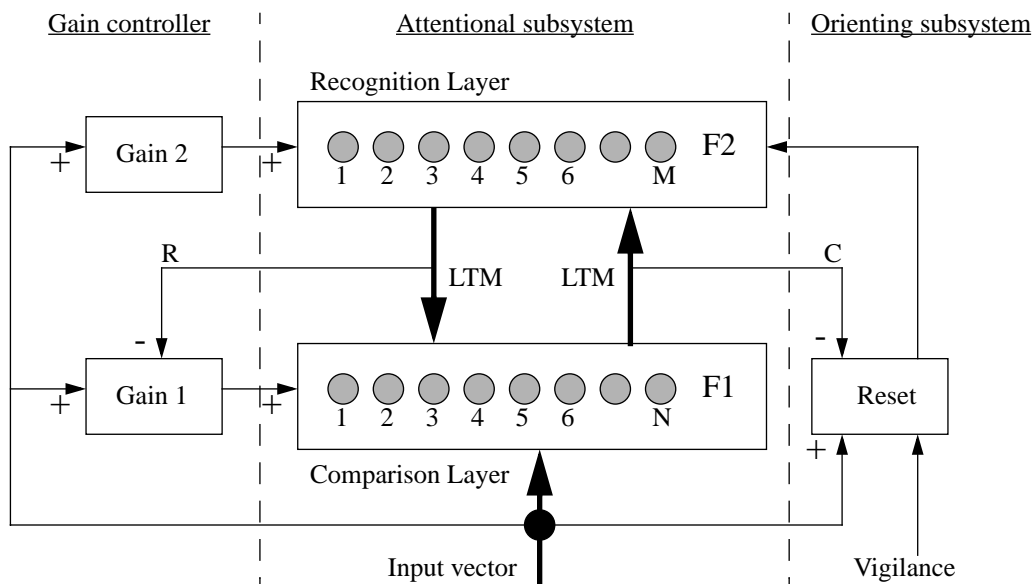 Gain controller Attentional subsystem Orienting subsystem
Recognition Layer
F2
Gain 2
+ +
1 2 3 4 5 6 M
R LTM LTM C
- -
F1
Gain 1 Reset
+ +
1 2 3 4 5 6 N
+
Comparison Layer
Input vector Vigilance